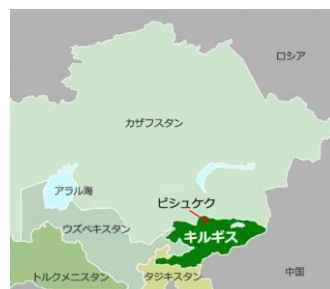 ロシア
カザフスタン
アラル海
ビシュケク
ウズベキスタン
キルギス
トルクメニスタン
タジキスタン
中国